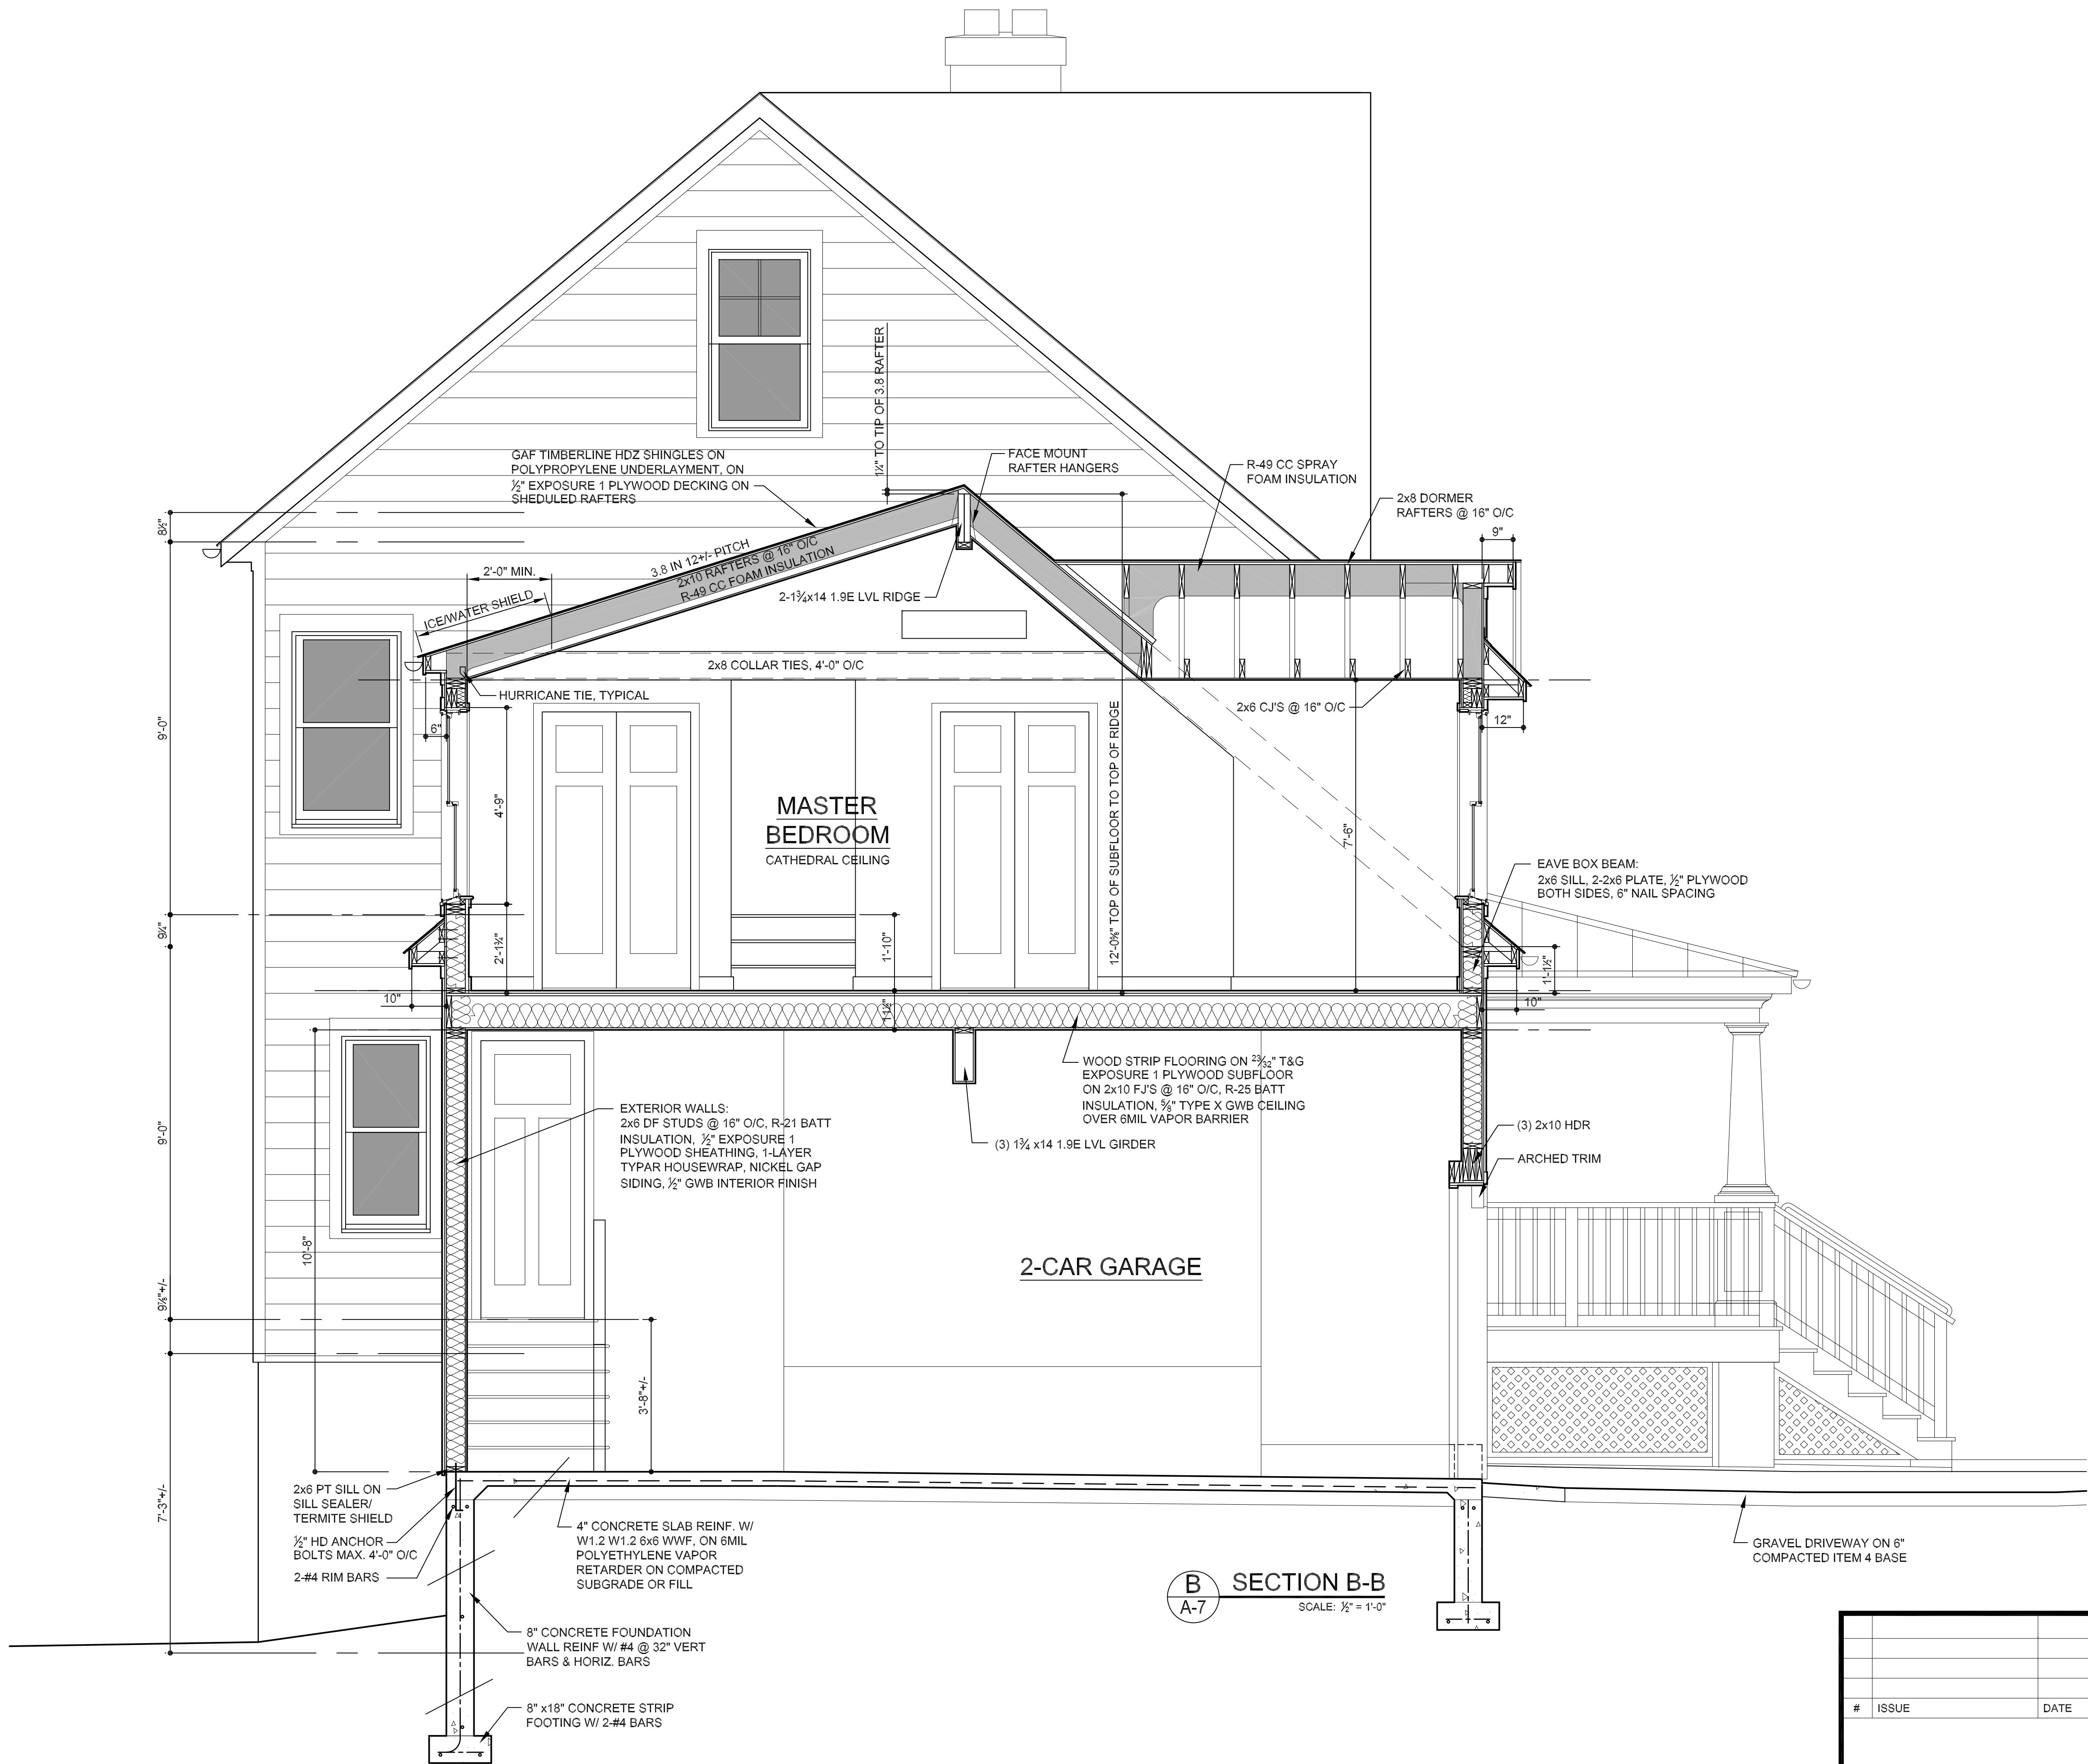 1¼" TO TIP OF 3.8 RAFTER
GAF TIMBERLINE HDZ SHINGLES ON
POLYPROPYLENE UNDERLAYMENT, ON
½" EXPOSURE 1 PLYWOOD DECKING ON
SHEDULED RAFTERS
FACE MOUNT
RAFTER HANGERS
R-49 CC SPRAY
FOAM INSULATION
2x8 DORMER
RAFTERS @ 16" O/C
9"
8½"
2'-0" MIN.
3.8 IN 12+/- PITCH
2x10 RAFTERS @ 16" O/C
R-49 CC FOAM INSULATION
ICE/WATER SHIELD
2-1¾x14 1.9E LVL RIDGE
2x8 COLLAR TIES, 4'-0" O/C
HURRICANE TIE, TYPICAL
2x6 CJ'S @ 16" O/C
6"
12"
9'-0"
4'-9"
MASTER
BEDROOM
CATHEDRAL CEILING
12'-0⅝" TOP OF SUBFLOOR TO TOP OF RIDGE
7'-6"
EAVE BOX BEAM:
2x6 SILL, 2-2x6 PLATE, ½" PLYWOOD
BOTH SIDES, 6" NAIL SPACING
9¼"
2'-1¾"
1'-10"
1'-1½"
10"
11½"
10"
WOOD STRIP FLOORING ON 23⁄32" T&G
EXPOSURE 1 PLYWOOD SUBFLOOR
ON 2x10 FJ'S @ 16" O/C, R-25 BATT
INSULATION, ⅝" TYPE X GWB CEILING
OVER 6MIL VAPOR BARRIER
EXTERIOR WALLS:
2x6 DF STUDS @ 16" O/C, R-21 BATT
INSULATION, ½" EXPOSURE 1
PLYWOOD SHEATHING, 1-LAYER
TYPAR HOUSEWRAP, NICKEL GAP
SIDING, ½" GWB INTERIOR FINISH
(3) 1¾ x14 1.9E LVL GIRDER
(3) 2x10 HDR
ARCHED TRIM
9'-0"
10'-8"
2-CAR GARAGE
9⅞"+/-
3'-8"+/-
7'-3"+/-
2x6 PT SILL ON
SILL SEALER/
TERMITE SHIELD
½" HD ANCHOR
BOLTS MAX. 4'-0" O/C
2-#4 RIM BARS
4" CONCRETE SLAB REINF. W/
W1.2 W1.2 6x6 WWF, ON 6MIL
POLYETHYLENE VAPOR
RETARDER ON COMPACTED
SUBGRADE OR FILL
GRAVEL DRIVEWAY ON 6"
COMPACTED ITEM 4 BASE
B
A-7
SECTION B-B
SCALE: ½" = 1'-0"
8" CONCRETE FOUNDATION
WALL REINF W/ #4 @ 32" VERT
BARS & HORIZ. BARS
8" x18" CONCRETE STRIP
FOOTING W/ 2-#4 BARS
# ISSUE DATE